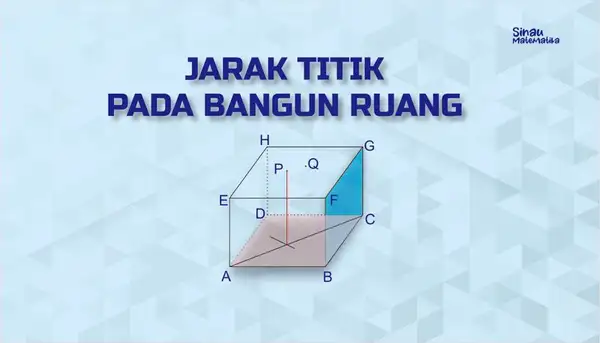 Sinau
Matematika
JARAK TITIK
PADA BANGUN RUANG
H
G
P
.Q
E
F
D
C
A
B